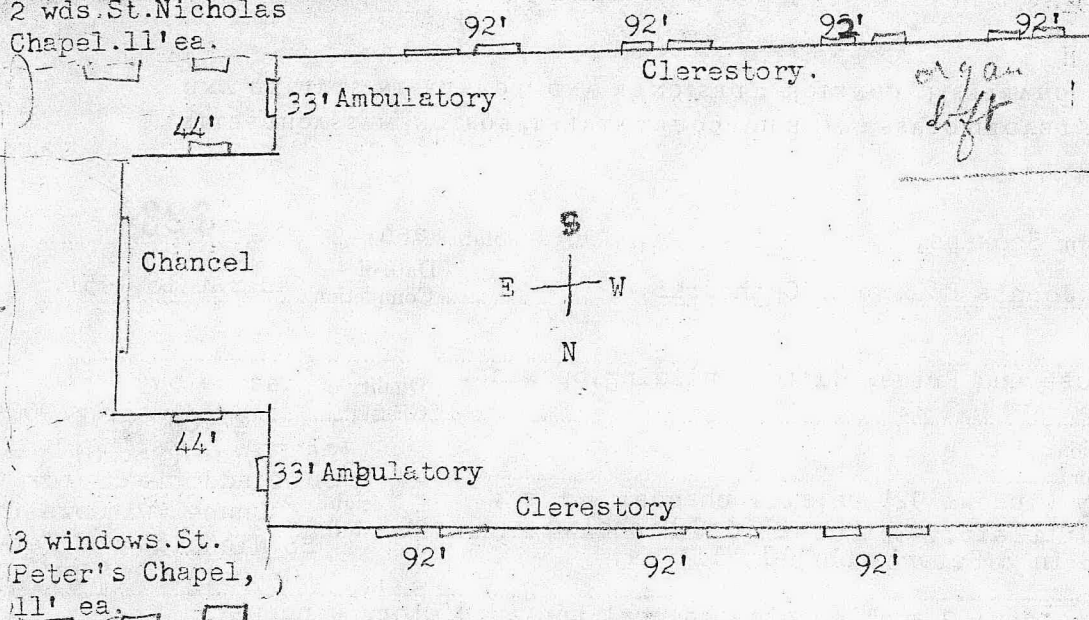 2 wds.St.Nicholas
Chapel.11'ea.
92' 92' 92' 92'
Clerestory.
organ
loft
33'Ambulatory
44'
S
Chancel
E W
N
44'
33'Ambulatory
Clerestory
92' 92' 92'
3 windows.St.
Peter's Chapel,
11' ea.